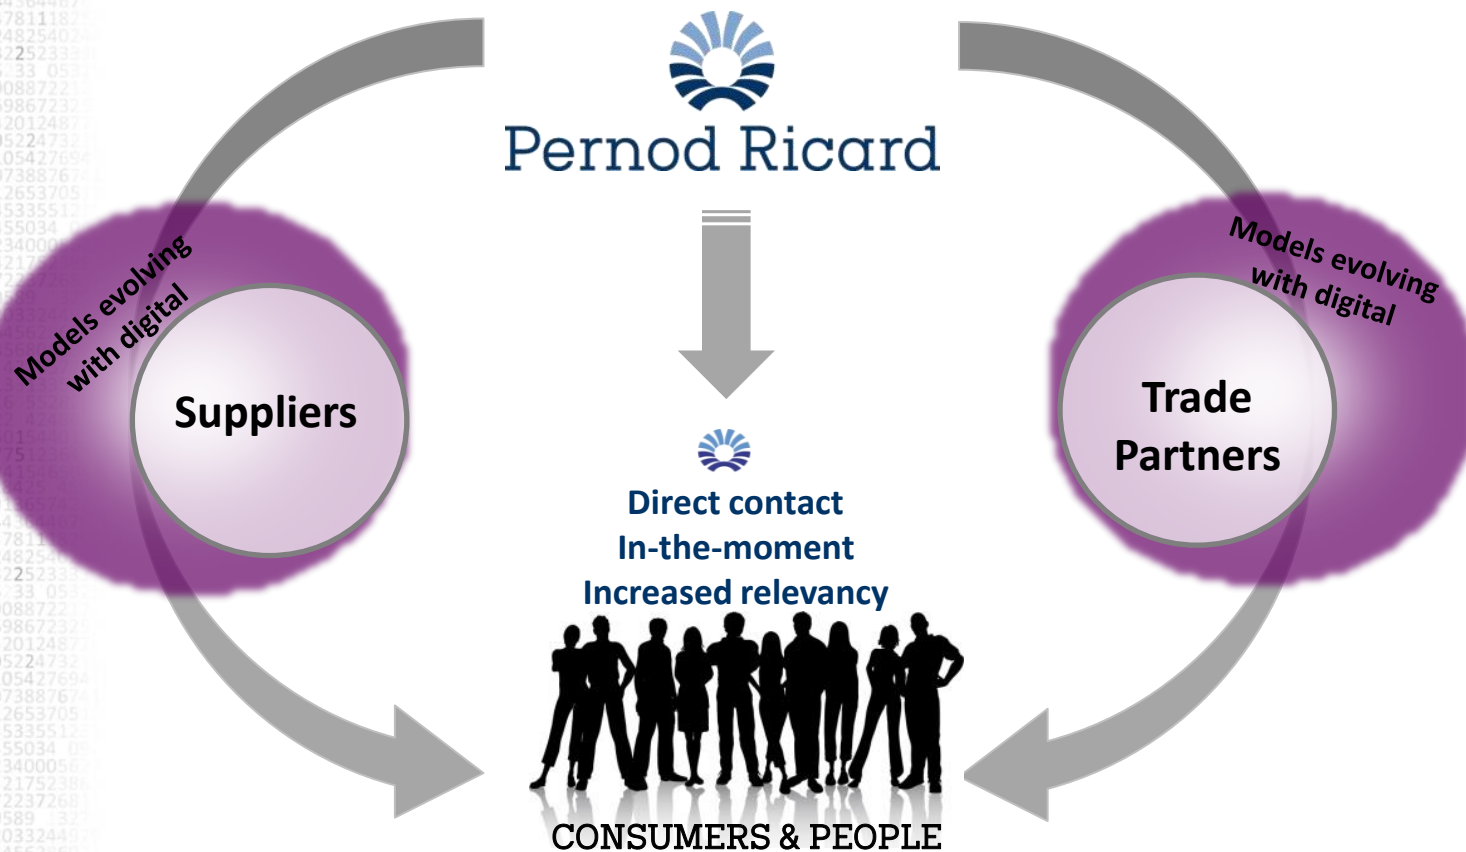 Pernod Ricard
Models evolving
with digital
Suppliers
Models evolving
with digital
Trade
Partners
Direct contact
In-the-moment
Increased relevancy
CONSUMERS & PEOPLE